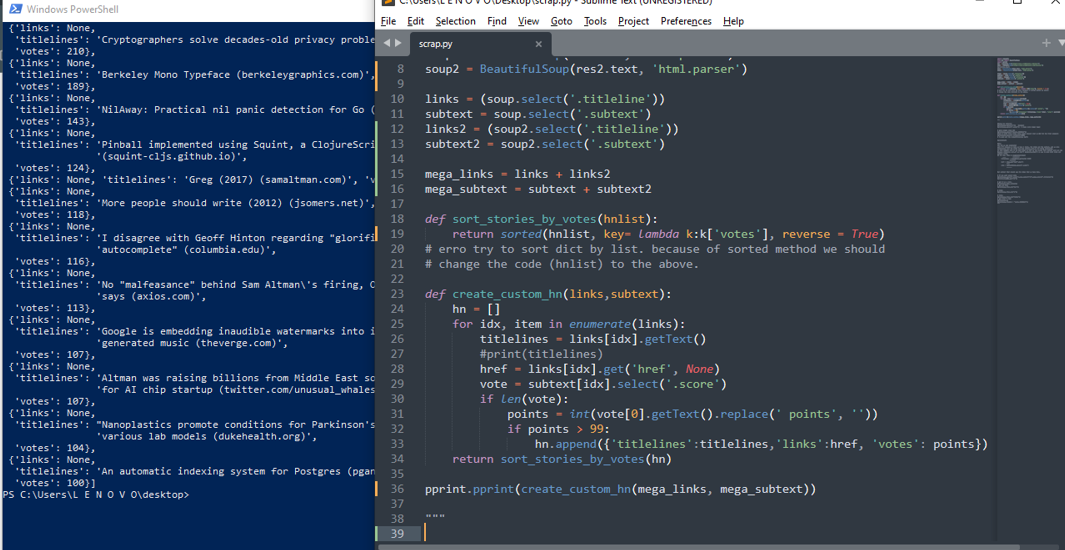 Windows PowerShell
{'links': None,
'titlelines': 'Cryptographers solve decades-old privacy proble
'votes': 210},
{'links': None,
'titlelines': 'Berkeley Mono Typeface (berkeleygraphics.com)',
'votes': 189},
{'links': None,
'titlelines': 'NilAway: Practical nil panic detection for Go (
'votes': 143},
{'links': None,
'titlelines': 'Pinball implemented using Squint, a ClojureScri
'(squint-cljs.github.io)',
'votes': 124},
{'links': None, 'titlelines': 'Greg (2017) (samaltman.com)', 'v
{'links': None,
'titlelines': 'More people should write (2012) (jsomers.net)',
'votes': 118},
{'links': None,
'titlelines': 'I disagree with Geoff Hinton regarding "glorifi
'autocomplete" (columbia.edu)',
'votes': 116},
{'links': None,
'titlelines': 'No "malfeasance" behind Sam Altman\'s firing, O
'says (axios.com)',
'votes': 113},
{'links': None,
'titlelines': 'Google is embedding inaudible watermarks into i
'generated music (theverge.com)',
'votes': 107},
{'links': None,
'titlelines': 'Altman was raising billions from Middle East so
'for AI chip startup (twitter.com/unusual_whales
'votes': 107},
{'links': None,
'titlelines': "Nanoplastics promote conditions for Parkinson's
'various lab models (dukehealth.org)',
'votes': 104},
{'links': None,
'titlelines': 'An automatic indexing system for Postgres (pgan
'votes': 100}]
PS C:\Users\L E N O V O\desktop>
C:\Users\L E N O V O\Desktop\scrap.py - Sublime Text (UNREGISTERED)
File Edit Selection Find View Goto Tools Project Preferences Help
scrap.py
8 soup2 = BeautifulSoup(res2.text, 'html.parser')
9
10 links = (soup.select('.titleline'))
11 subtext = soup.select('.subtext')
12 links2 = (soup2.select('.titleline'))
13 subtext2 = soup2.select('.subtext')
14
15 mega_links = links + links2
16 mega_subtext = subtext + subtext2
17
18 def sort_stories_by_votes(hnlist):
19 return sorted(hnlist, key= lambda k:k['votes'], reverse = True)
20 # erro try to sort dict by list. because of sorted method we should
21 # change the code (hnlist) to the above.
22
23 def create_custom_hn(links,subtext):
24 hn = []
25 for idx, item in enumerate(links):
26 titlelines = links[idx].getText()
27 #print(titlelines)
28 href = links[idx].get('href', None)
29 vote = subtext[idx].select('.score')
30 if len(vote):
31 points = int(vote[0].getText().replace(' points', ''))
32 if points > 99:
33 hn.append({'titlelines':titlelines,'links':href, 'votes': points})
34 return sort_stories_by_votes(hn)
35
36 pprint.pprint(create_custom_hn(mega_links, mega_subtext))
37
38 """
39